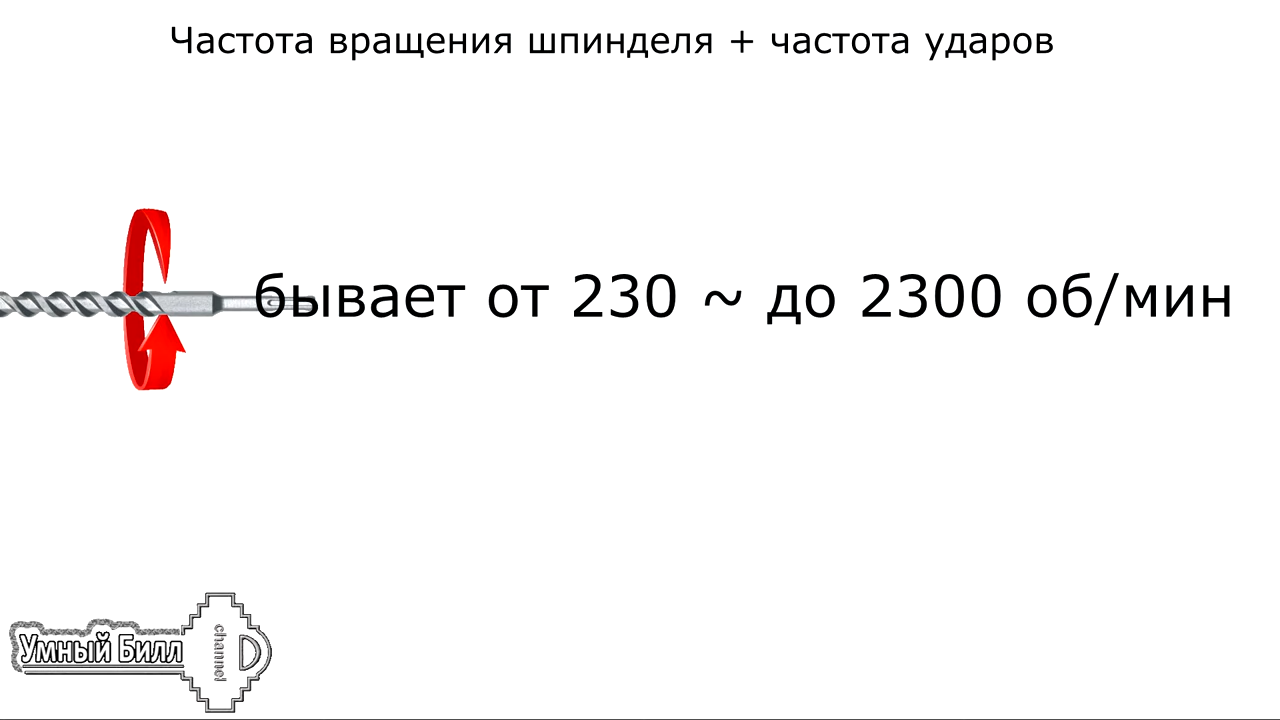 Частота вращения шпинделя + частота ударов
бывает от 230 ~ до 2300 об/мин
Умный Билл
channel